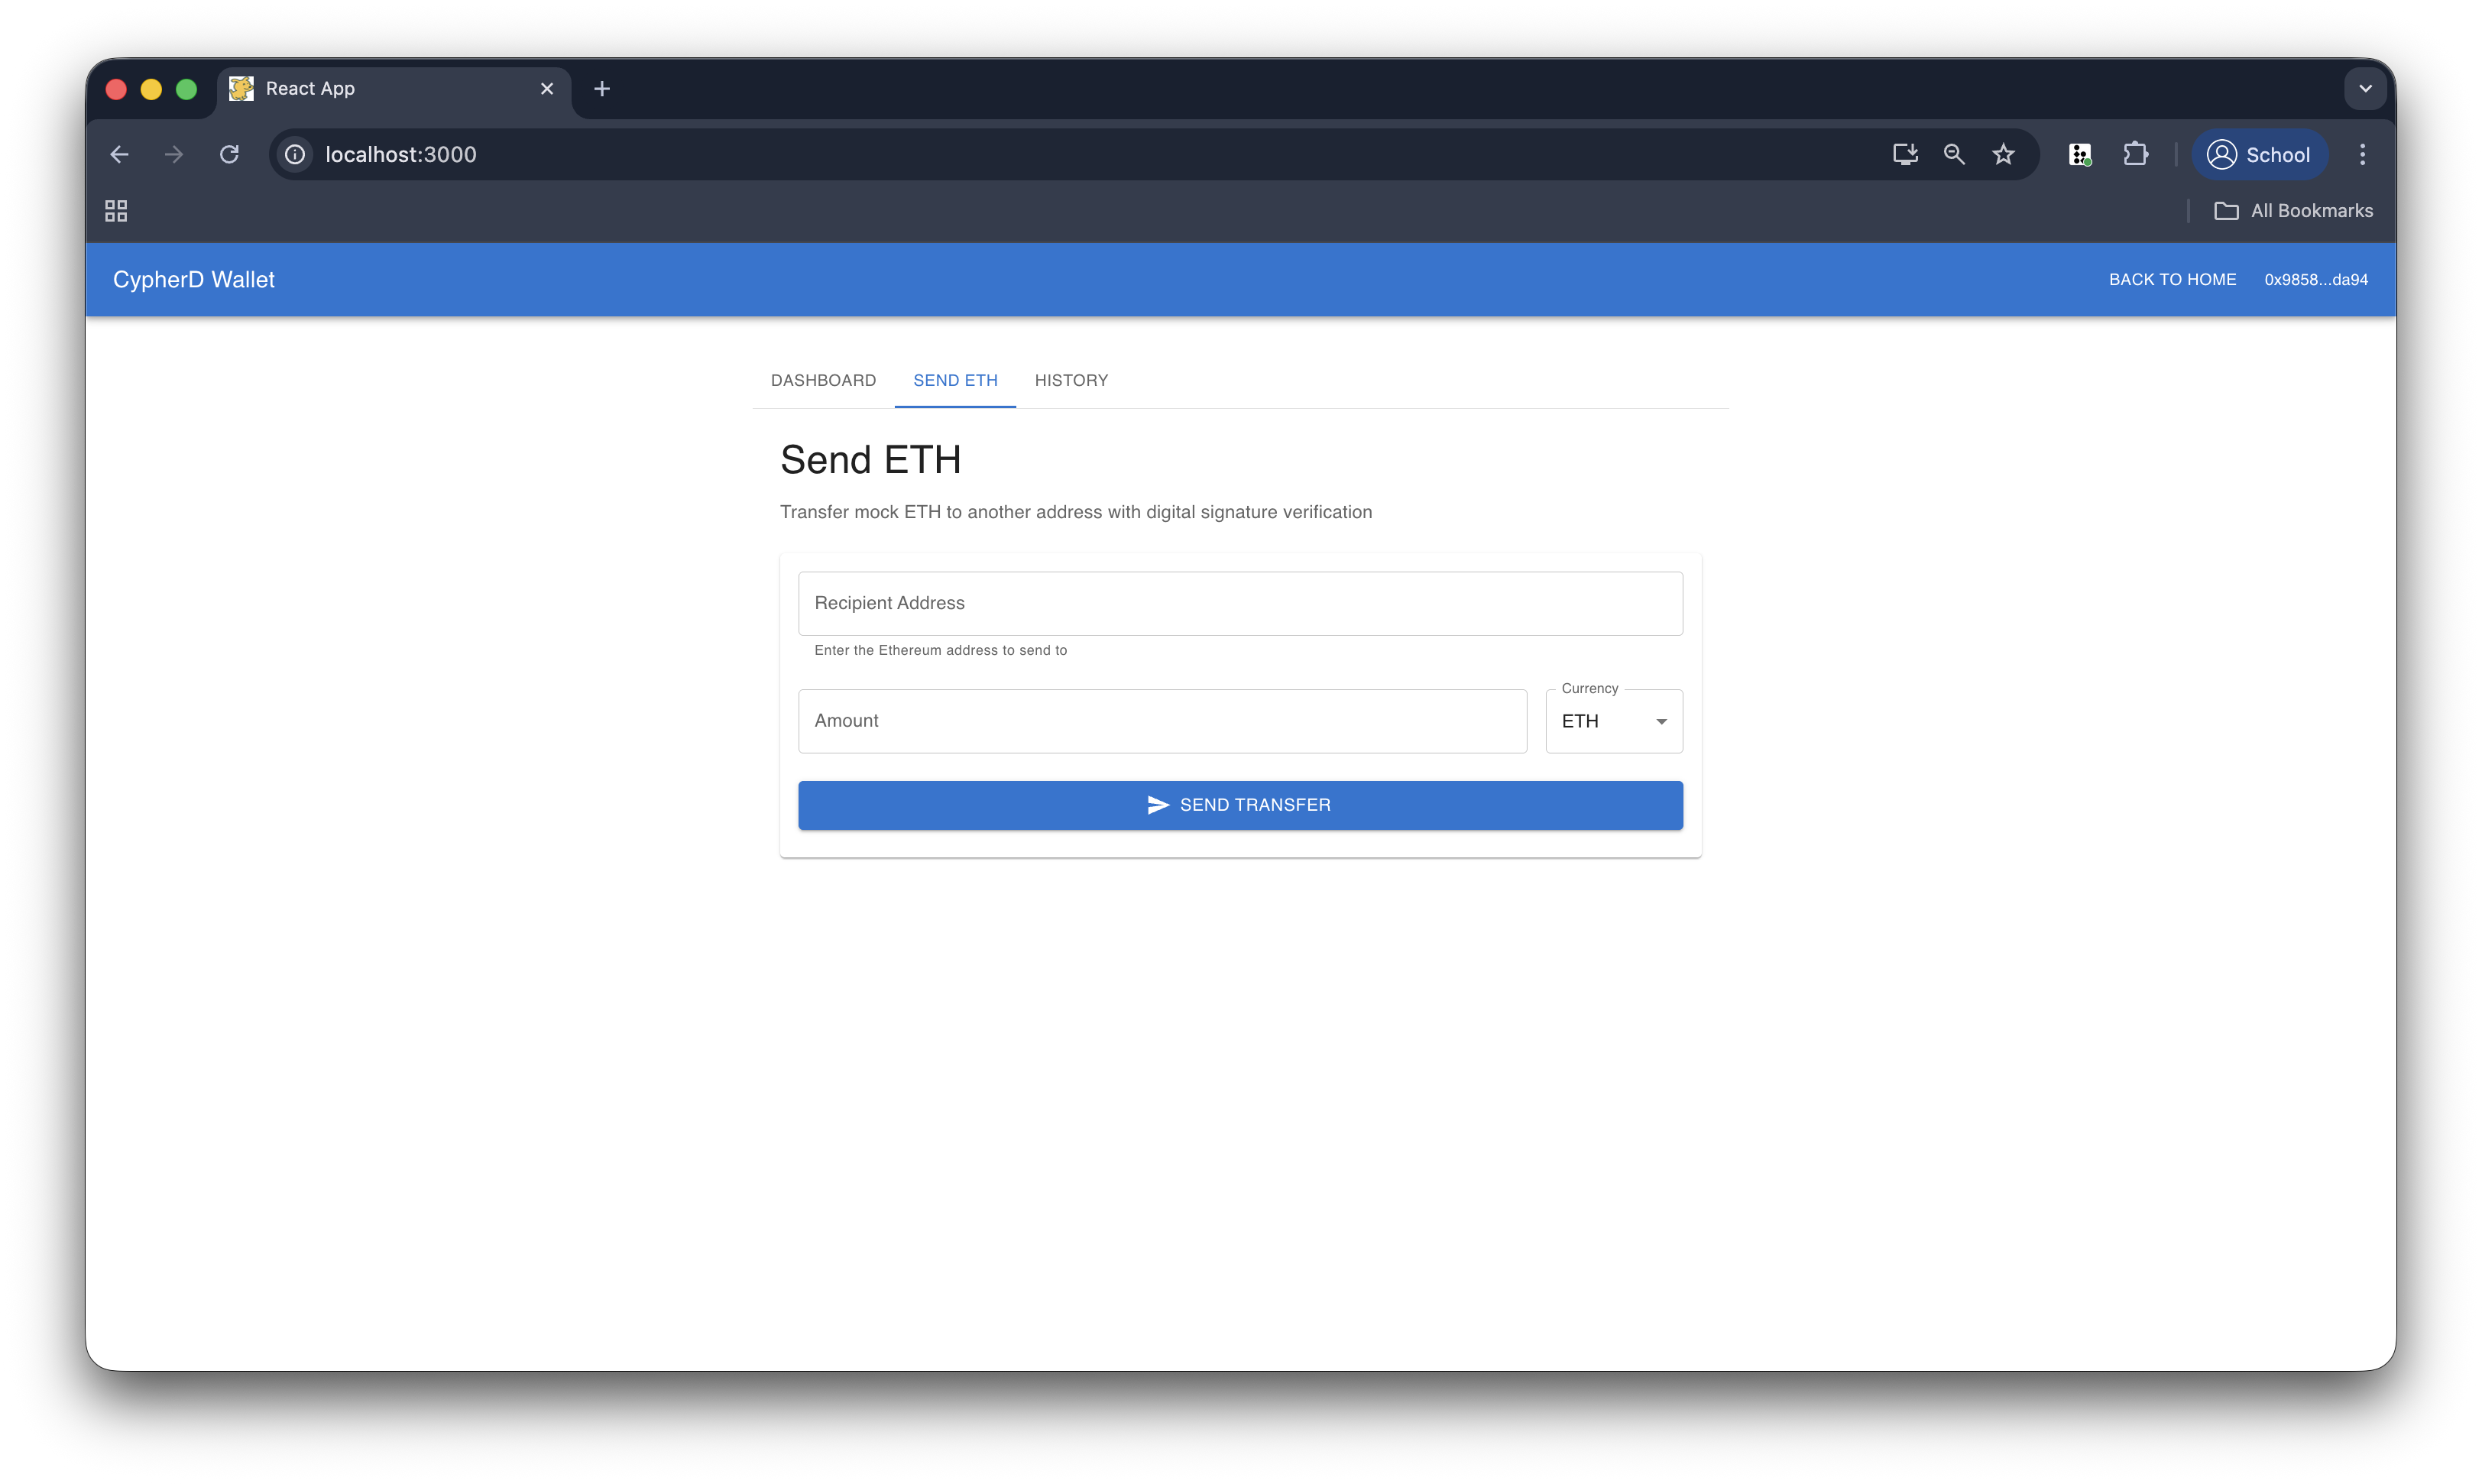 React App
localhost:3000
School
All Bookmarks
CypherD Wallet
BACK TO HOME 0x9858...da94
DASHBOARD SEND ETH HISTORY
Send ETH
Transfer mock ETH to another address with digital signature verification
Recipient Address
Enter the Ethereum address to send to
Currency
Amount ETH
SEND TRANSFER